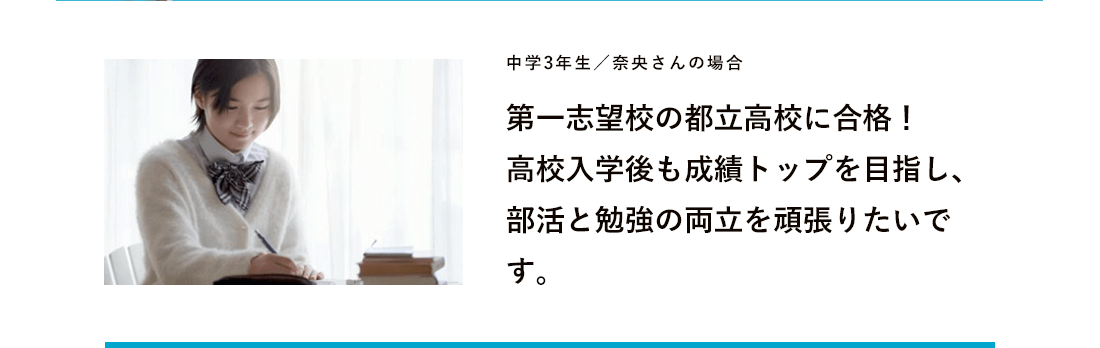 中学3年生／奈央さんの場合
第一志望校の都立高校に合格！
高校入学後も成績トップを目指し、
部活と勉強の両立を頑張りたいで
す。